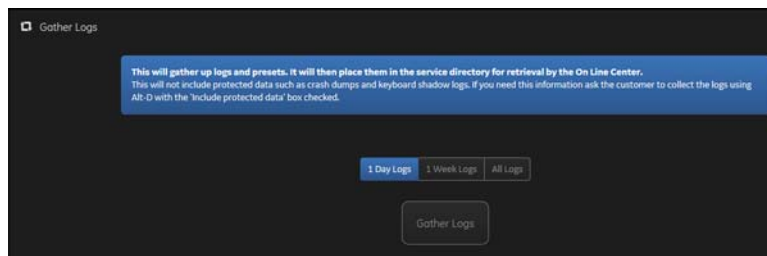 Gather Logs
This will gather up logs and presets. It will then place them in the service directory for retrieval by the On Line Center.
This will not include protected data such as crash dumps and keyboard shadow logs. If you need this information ask the customer to collect the logs using
Alt-D with the 'Include protected data' box checked.
1 Day Logs 1 Week Logs All Logs
Gather Logs